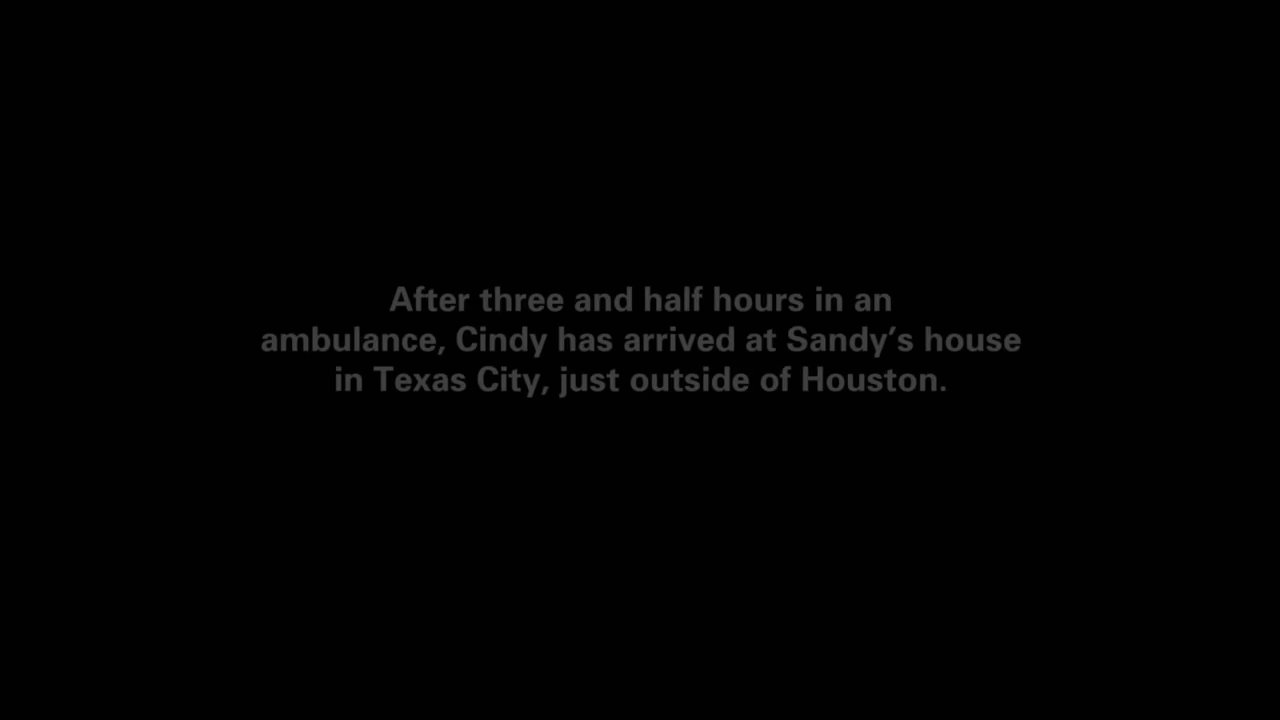 After three and half hours in an
ambulance, Cindy has arrived at Sandy’s house
in Texas City, just outside of Houston.